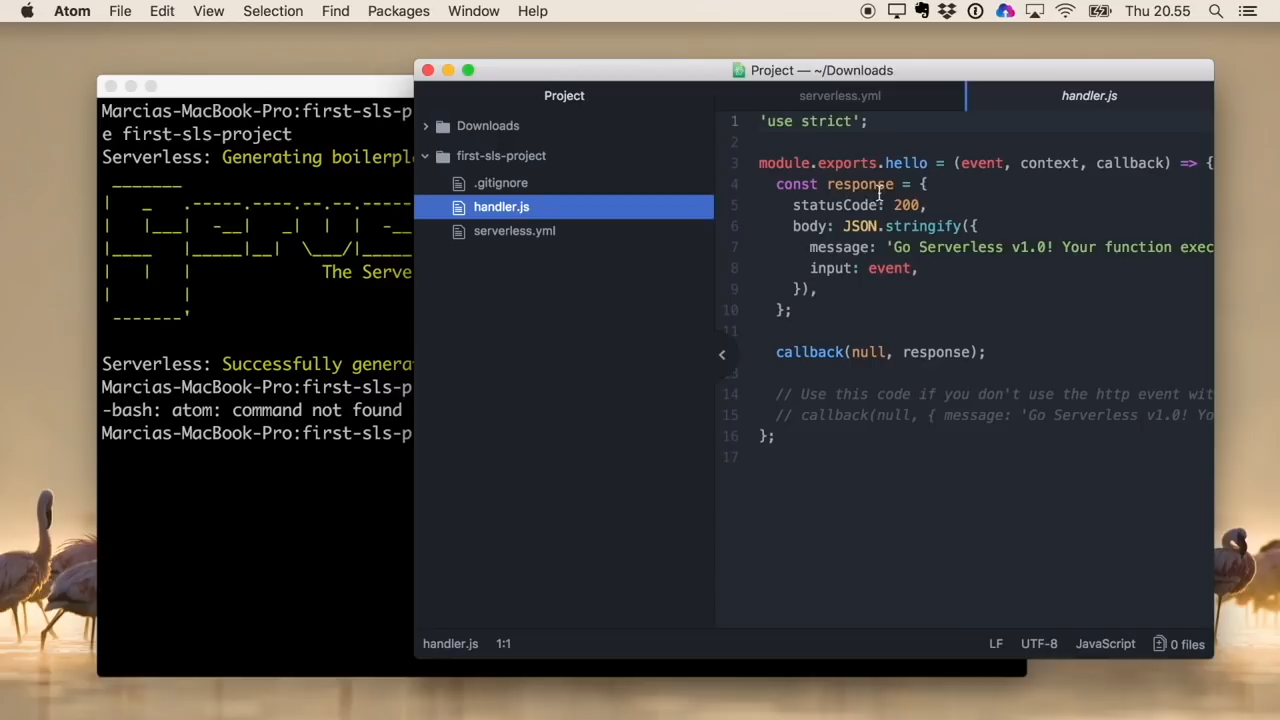 Atom File Edit View Selection Find Packages Window Help Thu 20.55
Marcias-MacBook-Pro:first-sls-p
e first-sls-project
Serverless: Generating boilerpl
The Serve
Serverless: Successfully genera
Marcias-MacBook-Pro:first-sls-p
-bash: atom: command not found
Marcias-MacBook-Pro:first-sls-p
Project — ~/Downloads
Project
Downloads
first-sls-project
.gitignore
handler.js
serverless.yml
serverless.yml handler.js
1 'use strict';
2
3 module.exports.hello = (event, context, callback) => {
4 const response = {
5 statusCode: 200,
6 body: JSON.stringify({
7 message: 'Go Serverless v1.0! Your function exec
8 input: event,
9 }),
10 };
11
callback(null, response);
13
14 // Use this code if you don't use the http event wit
15 // callback(null, { message: 'Go Serverless v1.0! Yo
16 };
17
handler.js 1:1 LF UTF-8 JavaScript 0 files